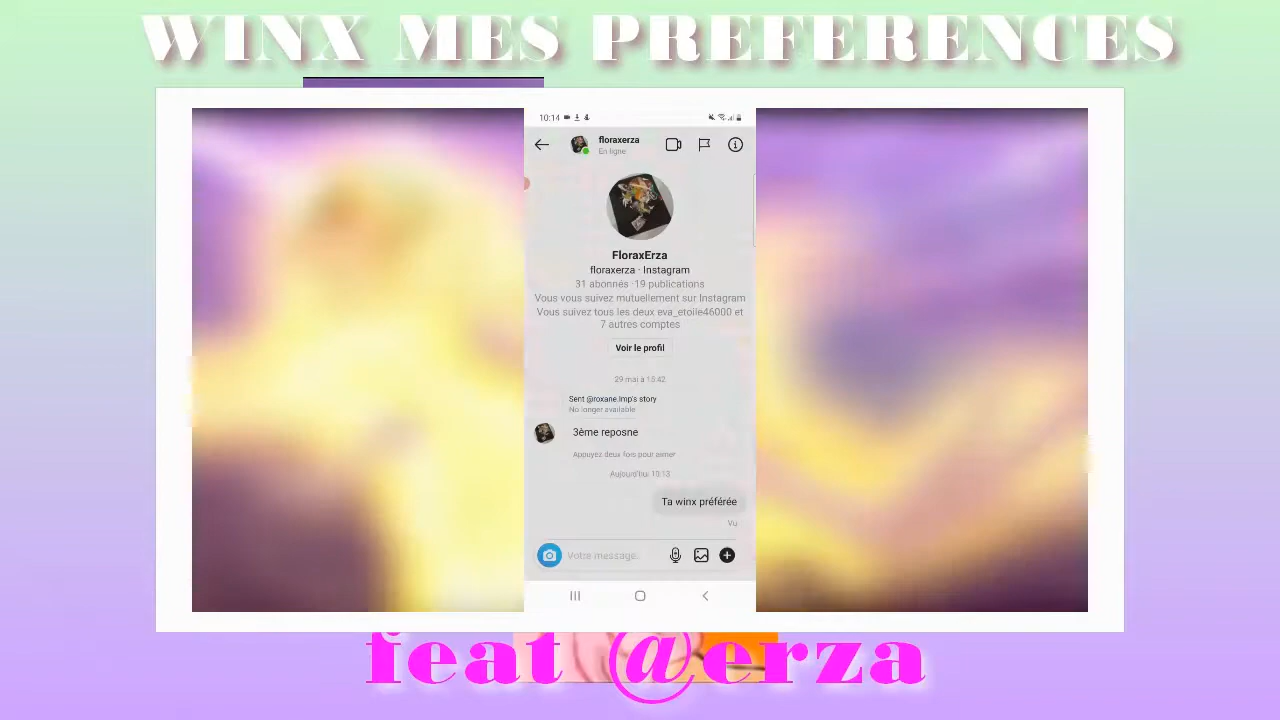 WINX MES PREFERENCES
10:14
floraxerza
En ligne
FloraxErza
floraxerza · Instagram
31 abonnés · 19 publications
Vous vous suivez mutuellement sur Instagram
Vous suivez tous les deux eva_etoile46000 et
7 autres comptes
Voir le profil
29 mai à 10:42
Sent @roxane.lmp's story
No longer available
3ème reposne
Appuyez deux fois pour aimer
Aujourd'hui 10:13
Ta winx préférée
Vu
Votre message...
feat @erza